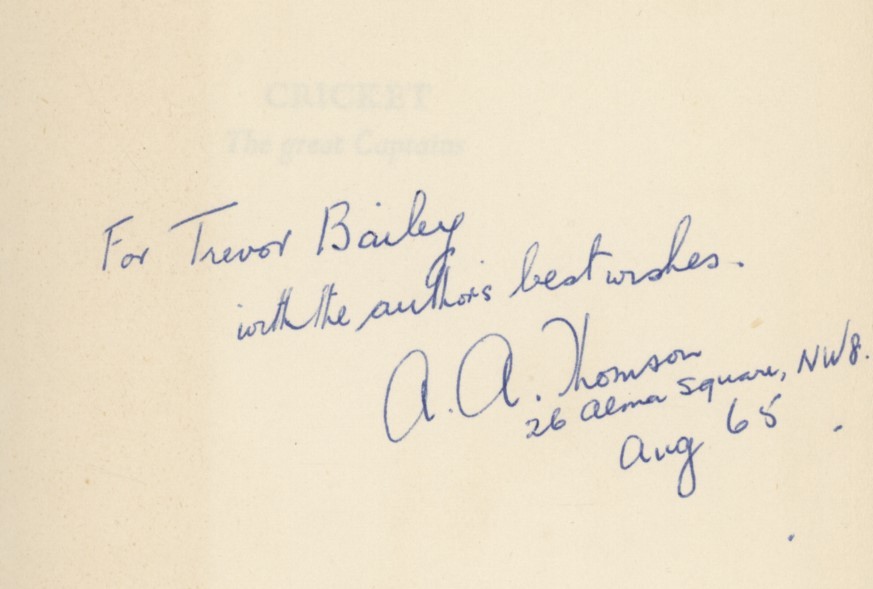 CRICKET
The great Captains
For Trevor Bailey
with the author's best wishes.
A. A. Thomson
26 Alma Square, NW8.
Aug 65